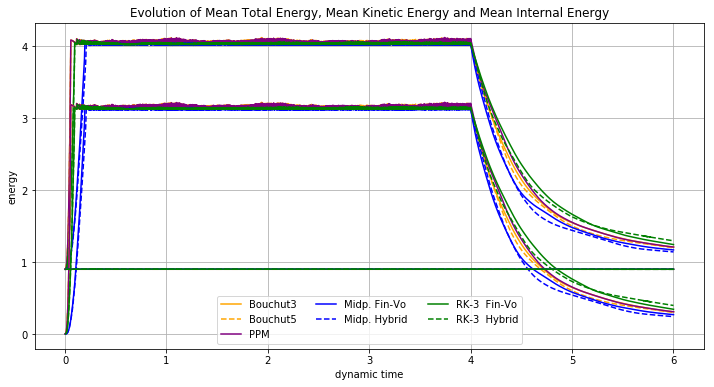 Evolution of Mean Total Energy, Mean Kinetic Energy and Mean Internal Energy
energy
4
3
2
1
0
Bouchut3
Bouchut5
PPM
Midp. Fin-Vo
Midp. Hybrid
RK-3  Fin-Vo
RK-3  Hybrid
0
1
2
3
4
5
6
dynamic time